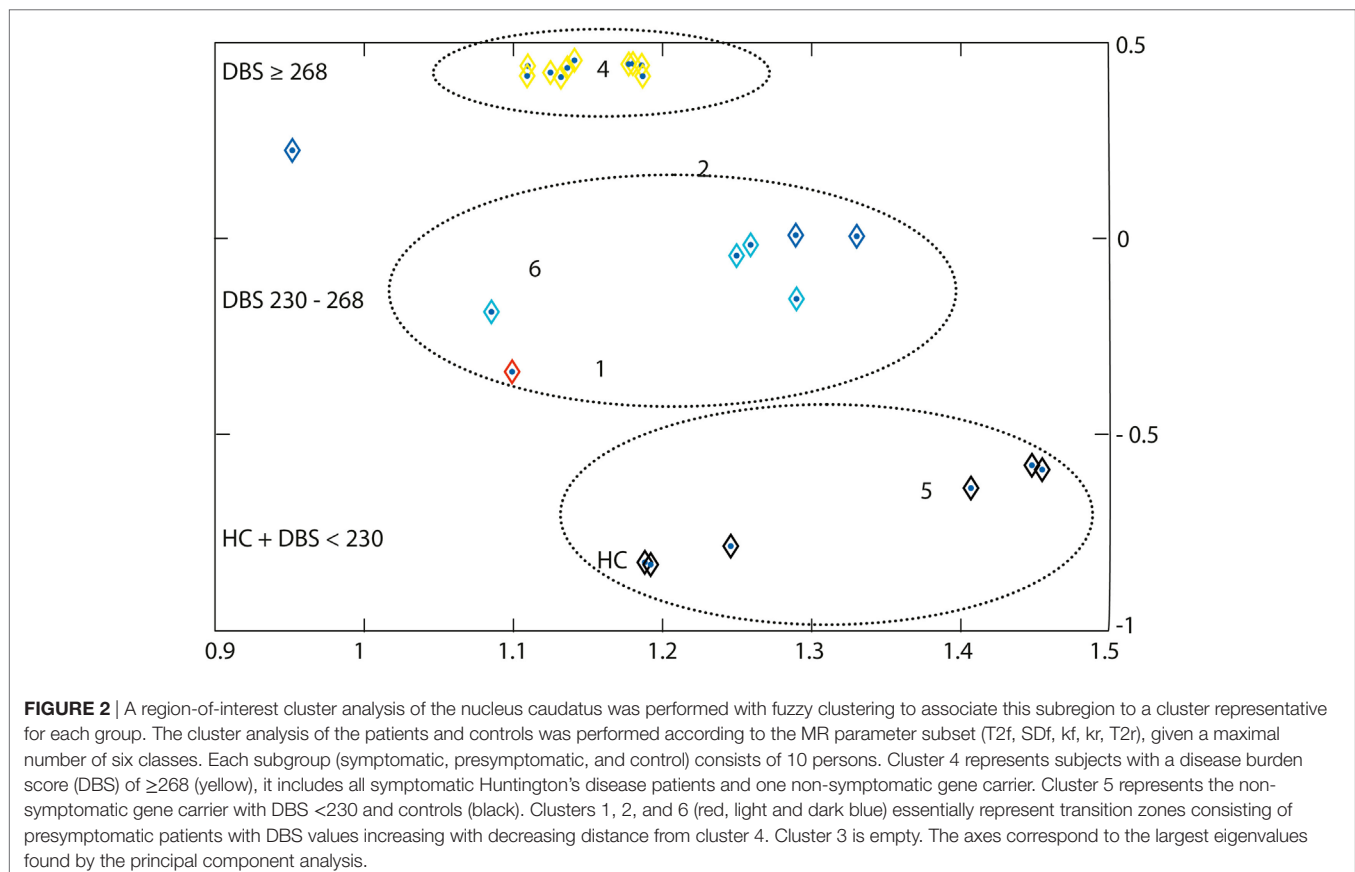 0.5
DBS ≥ 268
4
2
0
6
DBS 230 - 268
1
- 0.5
5
HC + DBS < 230
HC
-1
0.9 1 1.1 1.2 1.3 1.4 1.5
FIGURE 2 | A region-of-interest cluster analysis of the nucleus caudatus was performed with fuzzy clustering to associate this subregion to a cluster representative
for each group. The cluster analysis of the patients and controls was performed according to the MR parameter subset (T2f, SDf, kf, kr, T2r), given a maximal
number of six classes. Each subgroup (symptomatic, presymptomatic, and control) consists of 10 persons. Cluster 4 represents subjects with a disease burden
score (DBS) of ≥268 (yellow), it includes all symptomatic Huntington's disease patients and one non-symptomatic gene carrier. Cluster 5 represents the non-
symptomatic gene carrier with DBS <230 and controls (black). Clusters 1, 2, and 6 (red, light and dark blue) essentially represent transition zones consisting of
presymptomatic patients with DBS values increasing with decreasing distance from cluster 4. Cluster 3 is empty. The axes correspond to the largest eigenvalues
found by the principal component analysis.